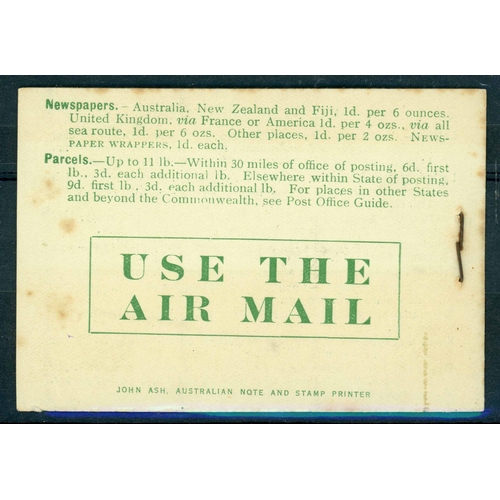 Newspapers.—Australia, New Zealand and Fiji, 1d. per 6 ounces.
United Kingdom, via France or America 1d. per 4 ozs., via all
sea route, 1d. per 6 ozs. Other places, 1d. per 2 ozs. NEWS-
PAPER WRAPPERS, 1d. each.
Parcels.—Up to 11 lb.—Within 30 miles of office of posting, 6d. first
lb., 3d. each additional lb. Elsewhere within State of posting,
9d. first lb., 3d. each additional lb. For places in other States
and beyond the Commonwealth, see Post Office Guide.
USE THE
AIR MAIL
JOHN ASH, AUSTRALIAN NOTE AND STAMP PRINTER